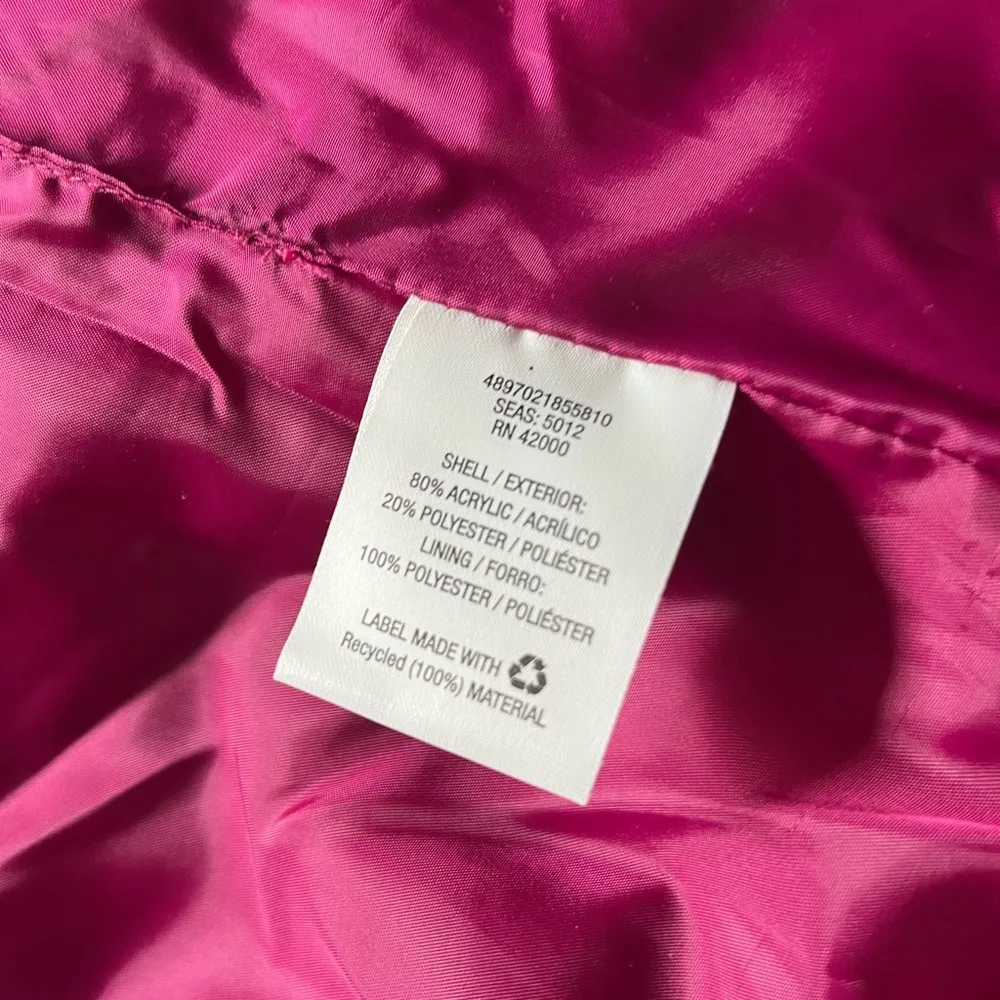 4897021855810
SEAS: 5012
RN 42000
SHELL / EXTERIOR:
80% ACRYLIC / ACRÍLICO
20% POLYESTER / POLIÉSTER
LINING / FORRO:
100% POLYESTER / POLIÉSTER
LABEL MADE WITH
Recycled (100%) MATERIAL